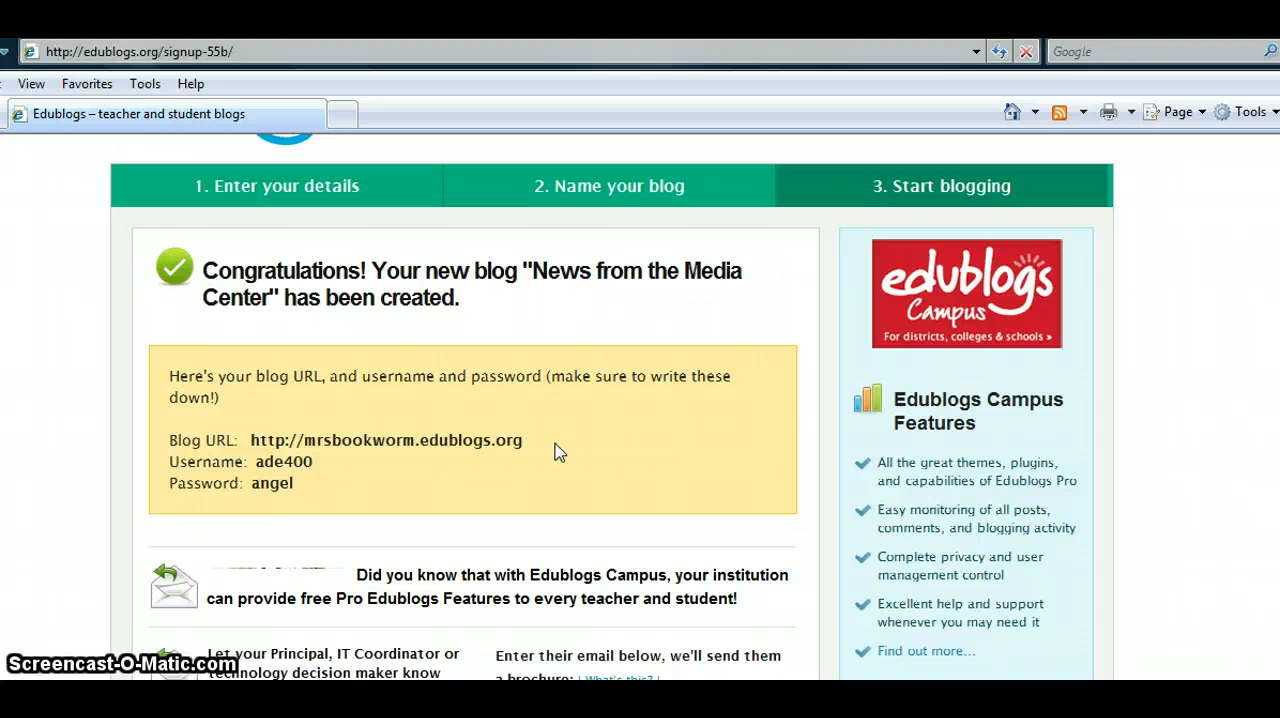 http://edublogs.org/signup-55b/
Google
View Favorites Tools Help
Edublogs – teacher and student blogs
Page Tools
1. Enter your details
2. Name your blog
3. Start blogging
Congratulations! Your new blog "News from the Media
Center" has been created.
Here's your blog URL, and username and password (make sure to write these
down!)
Blog URL: http://mrsbookworm.edublogs.org
Username: ade400
Password: angel
Did you know that with Edublogs Campus, your institution
can provide free Pro Edublogs Features to every teacher and student!
Let your Principal, IT Coordinator or
technology decision maker know
Enter their email below, we'll send them
a brochure: | What's this? |
edublogs
Campus
For districts, colleges & schools »
Edublogs Campus
Features
All the great themes, plugins,
and capabilities of Edublogs Pro
Easy monitoring of all posts,
comments, and blogging activity
Complete privacy and user
management control
Excellent help and support
whenever you may need it
Find out more...
Screencast-O-Matic.com